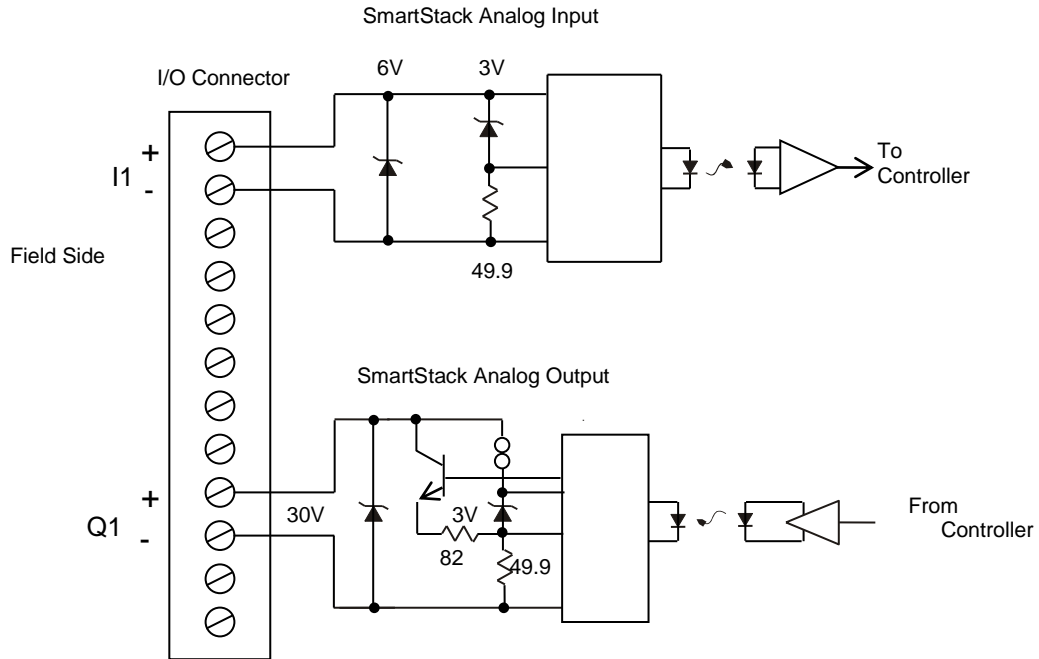 SmartStack Analog Input
I/O Connector
6V
3V
+
I1
-
To
Controller
Field Side
49.9
SmartStack Analog Output
+
Q1
-
30V
3V
82
49.9
From
Controller